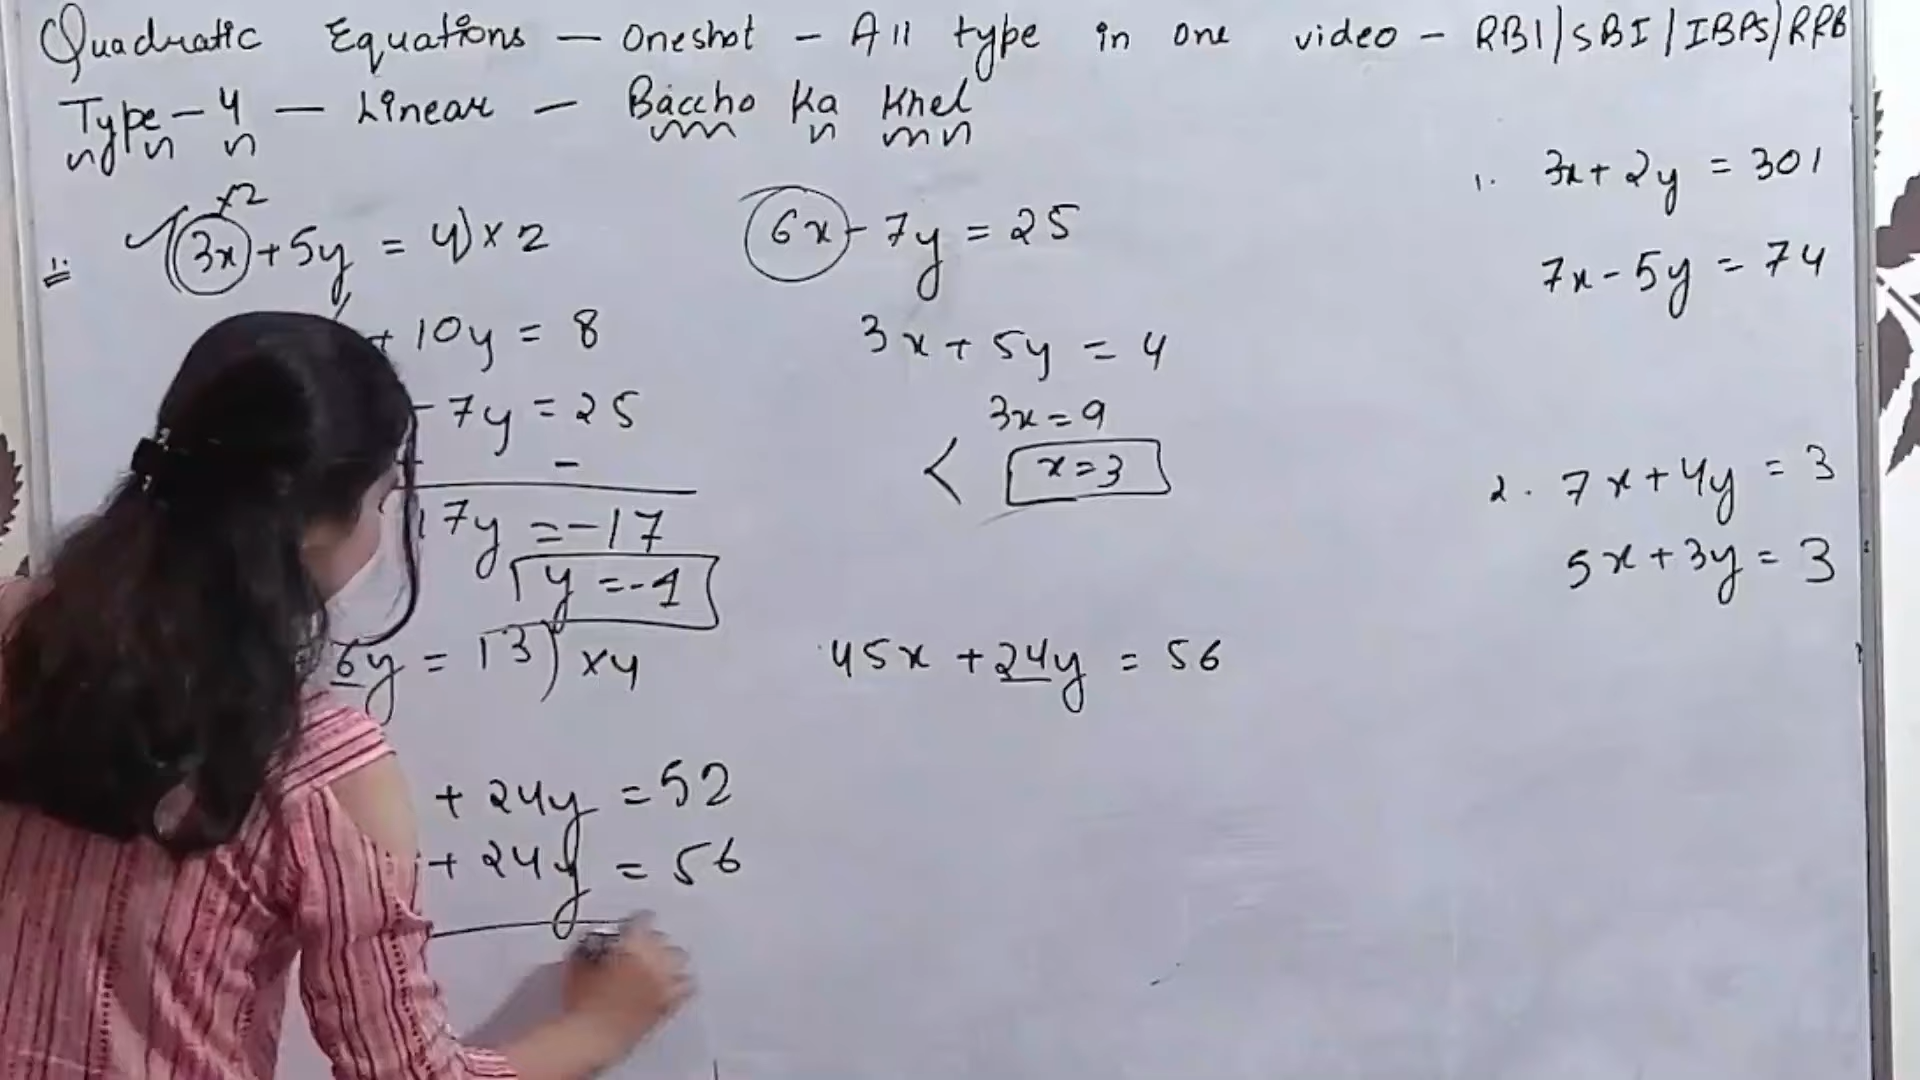 Quadratic Equations — Oneshot - All type in one video - RBI/SBI/IBPS/RRB
Type - 4 — Linear — Baccho Ka Khel
×2
1. 3x + 5y = 4) × 2
6x - 7y = 25
+ 10y = 8
3x + 5y = 4
- 7y = 25
3x = 9
+ -
< x = 3
17y = -17
y = -1
6y = 13) ×4
45x + 24y = 56
+ 24y = 52
+ 24y = 56
1. 3x + 2y = 301
7x - 5y = 74
2. 7x + 4y = 3
5x + 3y = 3